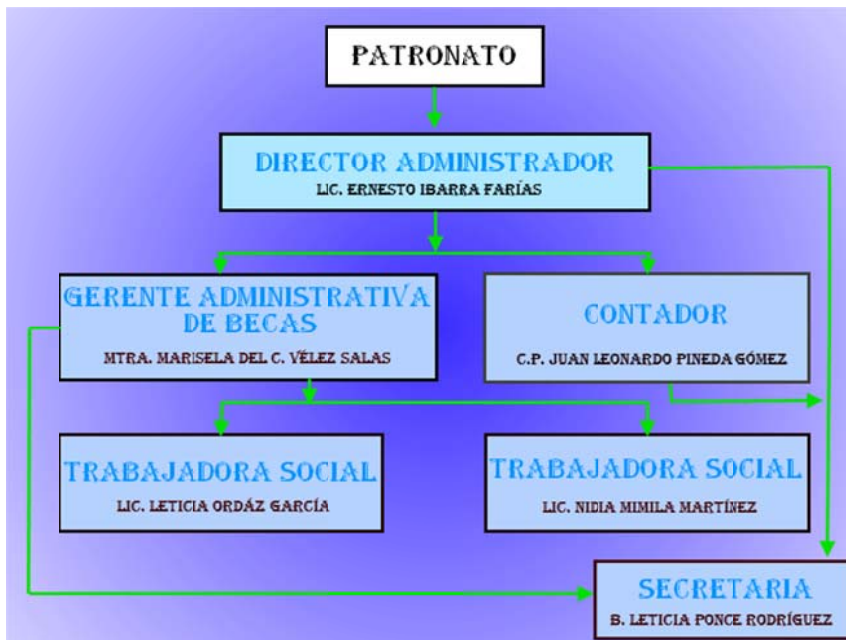 PATRONATO
DIRECTOR ADMINISTRADOR
LIC. ERNESTO IBARRA FARÍAS
GERENTE ADMINISTRATIVA
DE BECAS
MTRA. MARISELA DEL C. VÉLEZ SALAS
CONTADOR
C.P. JUAN LEONARDO PINEDA GÓMEZ
TRABAJADORA SOCIAL
LIC. LETICIA ORDÁZ GARCÍA
TRABAJADORA SOCIAL
LIC. NIDIA MIMILA MARTÍNEZ
SECRETARIA
B. LETICIA PONCE RODRÍGUEZ